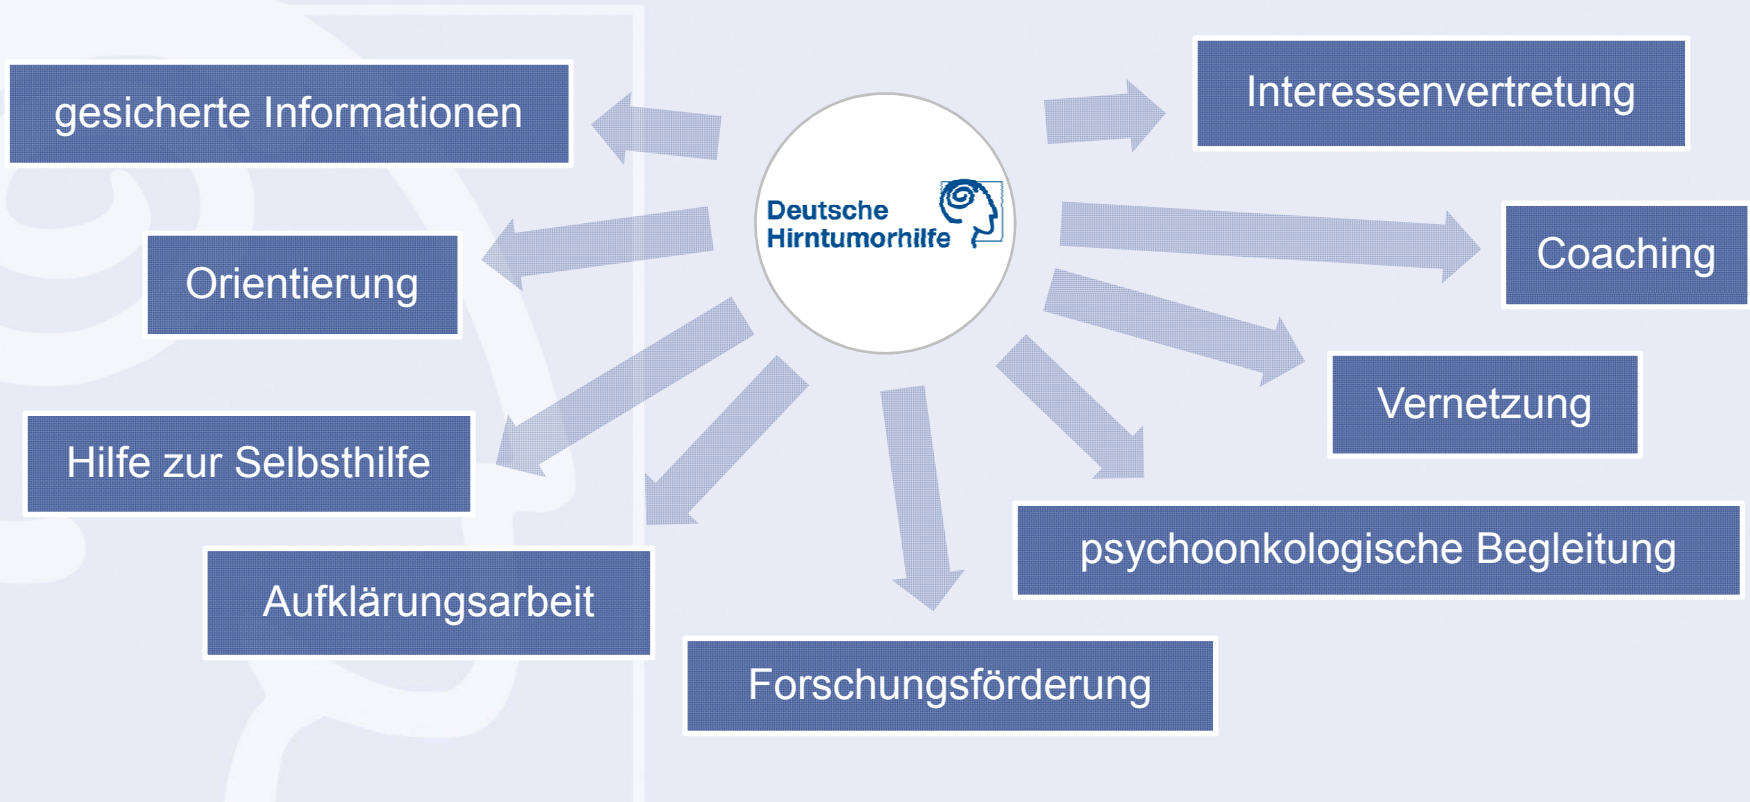 gesicherte Informationen
Interessenvertretung
Deutsche
Hirntumorhilfe
Orientierung
Coaching
Vernetzung
Hilfe zur Selbsthilfe
psychoonkologische Begleitung
Aufklärungsarbeit
Forschungsförderung